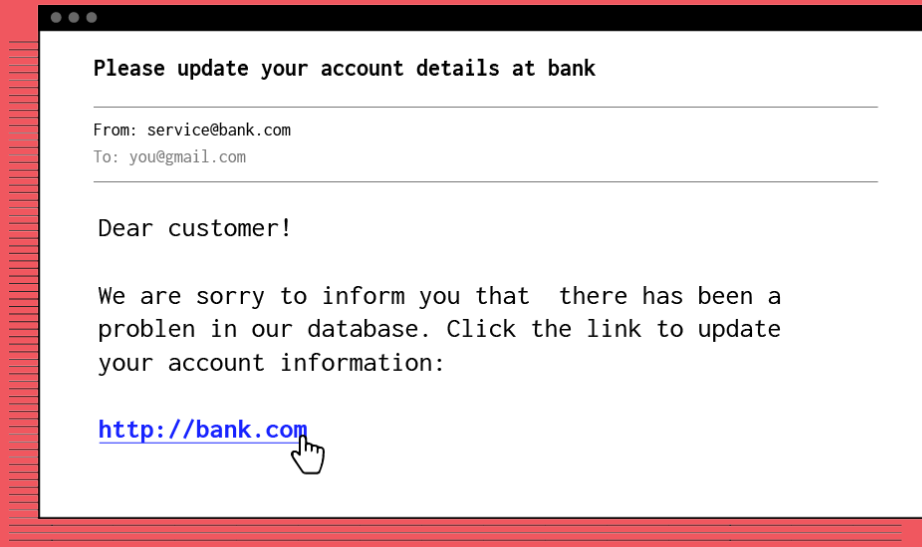 Please update your account details at bank
From: service@bank.com
To: you@gmail.com
Dear customer!
We are sorry to inform you that  there has been a
problen in our database. Click the link to update
your account information:
http://bank.com